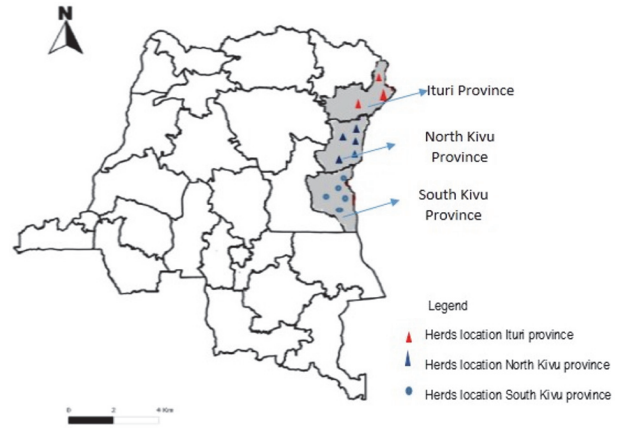 N
Ituri Province
North Kivu
Province
South Kivu
Province
Legend
Herds location Ituri province
Herds location North Kivu province
Herds location South Kivu province
0 2 4 Kms